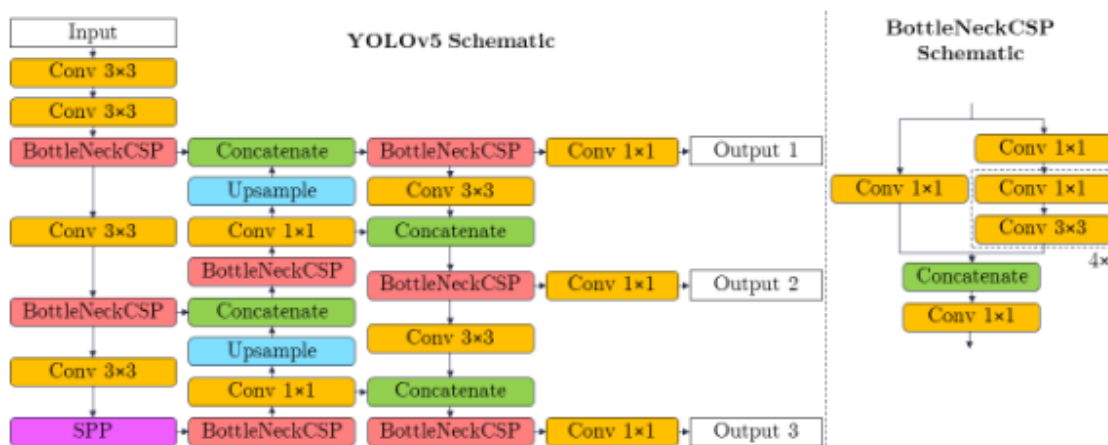 YOLOv5 Schematic
Input
Conv 3×3
Conv 3×3
BottleNeckCSP
Conv 3×3
BottleNeckCSP
Conv 3×3
SPP
Concatenate
Upsample
Conv 1×1
BottleNeckCSP
Concatenate
Upsample
Conv 1×1
BottleNeckCSP
BottleNeckCSP
Conv 3×3
Concatenate
BottleNeckCSP
Conv 3×3
Concatenate
BottleNeckCSP
Conv 1×1
Output 1
Conv 1×1
Output 2
Conv 1×1
Output 3
BottleNeckCSP
Schematic
Conv 1×1
Conv 1×1
Conv 1×1
Conv 3×3
4×
Concatenate
Conv 1×1